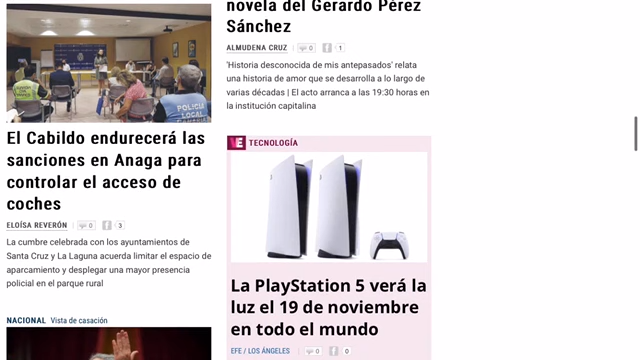 POLICÍA
LOCAL
El Cabildo endurecerá las
sanciones en Anaga para
controlar el acceso de
coches
ELOÍSA REVERÓN
0
3
La cumbre celebrada con los ayuntamientos de
Santa Cruz y La Laguna acuerda limitar el espacio de
aparcamiento y desplegar una mayor presencia
policial en el parque rural
NACIONAL Vista de casación
novela del Gerardo Pérez
Sánchez
ALMUDENA CRUZ
0
1
'Historia desconocida de mis antepasados' relata
una historia de amor que se desarrolla a lo largo de
varias décadas | El acto arranca a las 19:30 horas en
la institución capitalina
VE TECNOLOGÍA
La PlayStation 5 verá la
luz el 19 de noviembre
en todo el mundo
EFE / LOS ÁNGELES
0
0